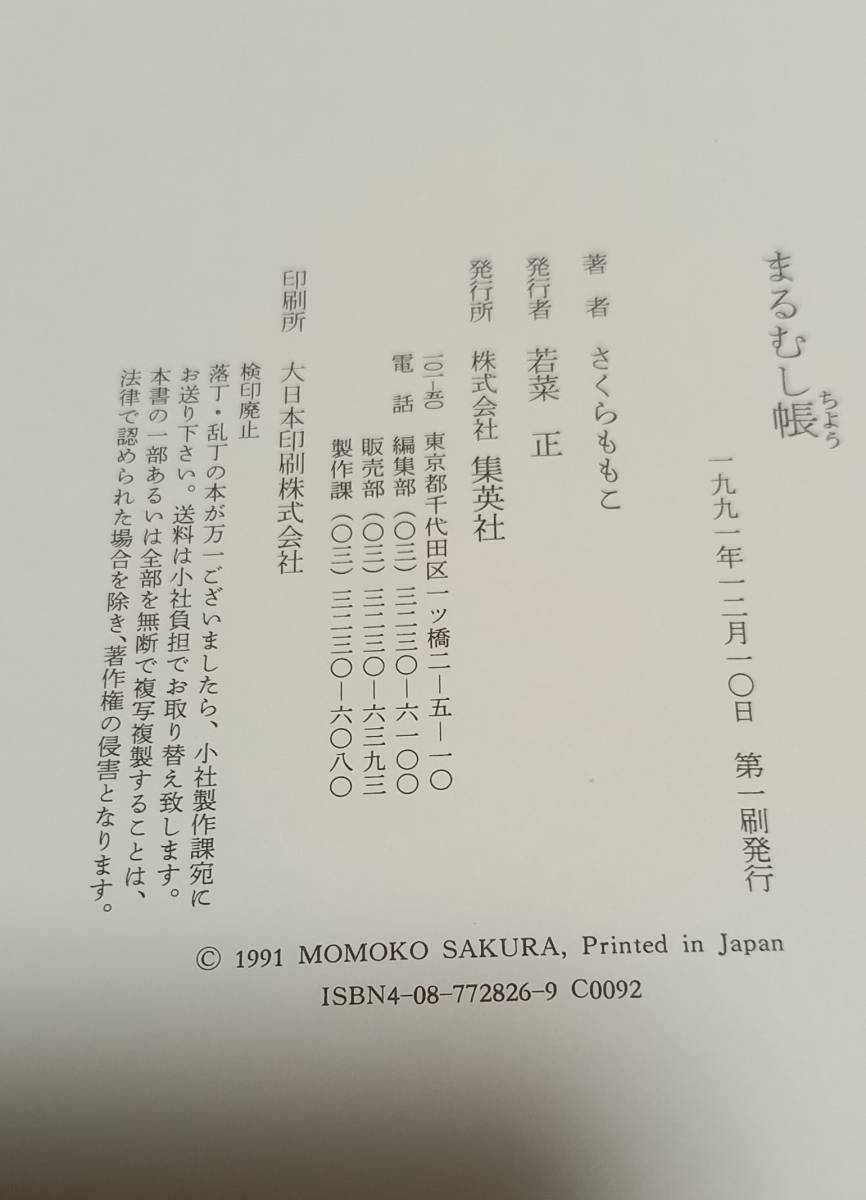 まるむし帳
ちよう
一九九一年一二月一〇日 第一刷発行
著者 さくらももこ
発行者 若菜 正
発行所 株式会社 集英社
一〇一―五〇 東京都千代田区一ッ橋二―五―一〇
電話 編集部(〇三)三二三〇―六一〇〇
販売部(〇三)三二三〇―六三九三
製作課(〇三)三二三〇―六〇八〇
印刷所 大日本印刷株式会社
検印廃止
落丁・乱丁の本が万一ございましたら、小社製作課宛に
お送り下さい。送料は小社負担でお取り替え致します。
本書の一部あるいは全部を無断で複写複製することは、
法律で認められた場合を除き、著作権の侵害となります。
© 1991 MOMOKO SAKURA, Printed in Japan
ISBN4-08-772826-9 C0092